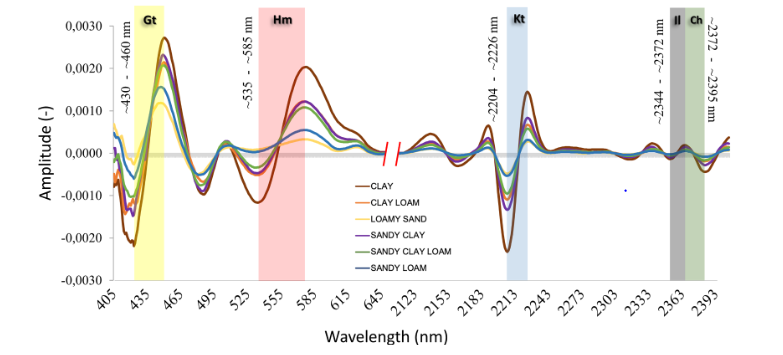 Gt
Hm
Kt
Il
Ch
~430 - ~460 nm
~535 - ~585 nm
~2204 - ~2226 nm
~2344 - ~2372 nm
~2372 - ~2395 nm
Amplitude (-)
0,0030
0,0020
0,0010
0,0000
-0,0010
-0,0020
-0,0030
CLAY
CLAY LOAM
LOAMY SAND
SANDY CLAY
SANDY CLAY LOAM
SANDY LOAM
405
435
465
495
525
555
585
615
645
2123
2153
2183
2213
2243
2273
2303
2333
2363
2393
Wavelength (nm)